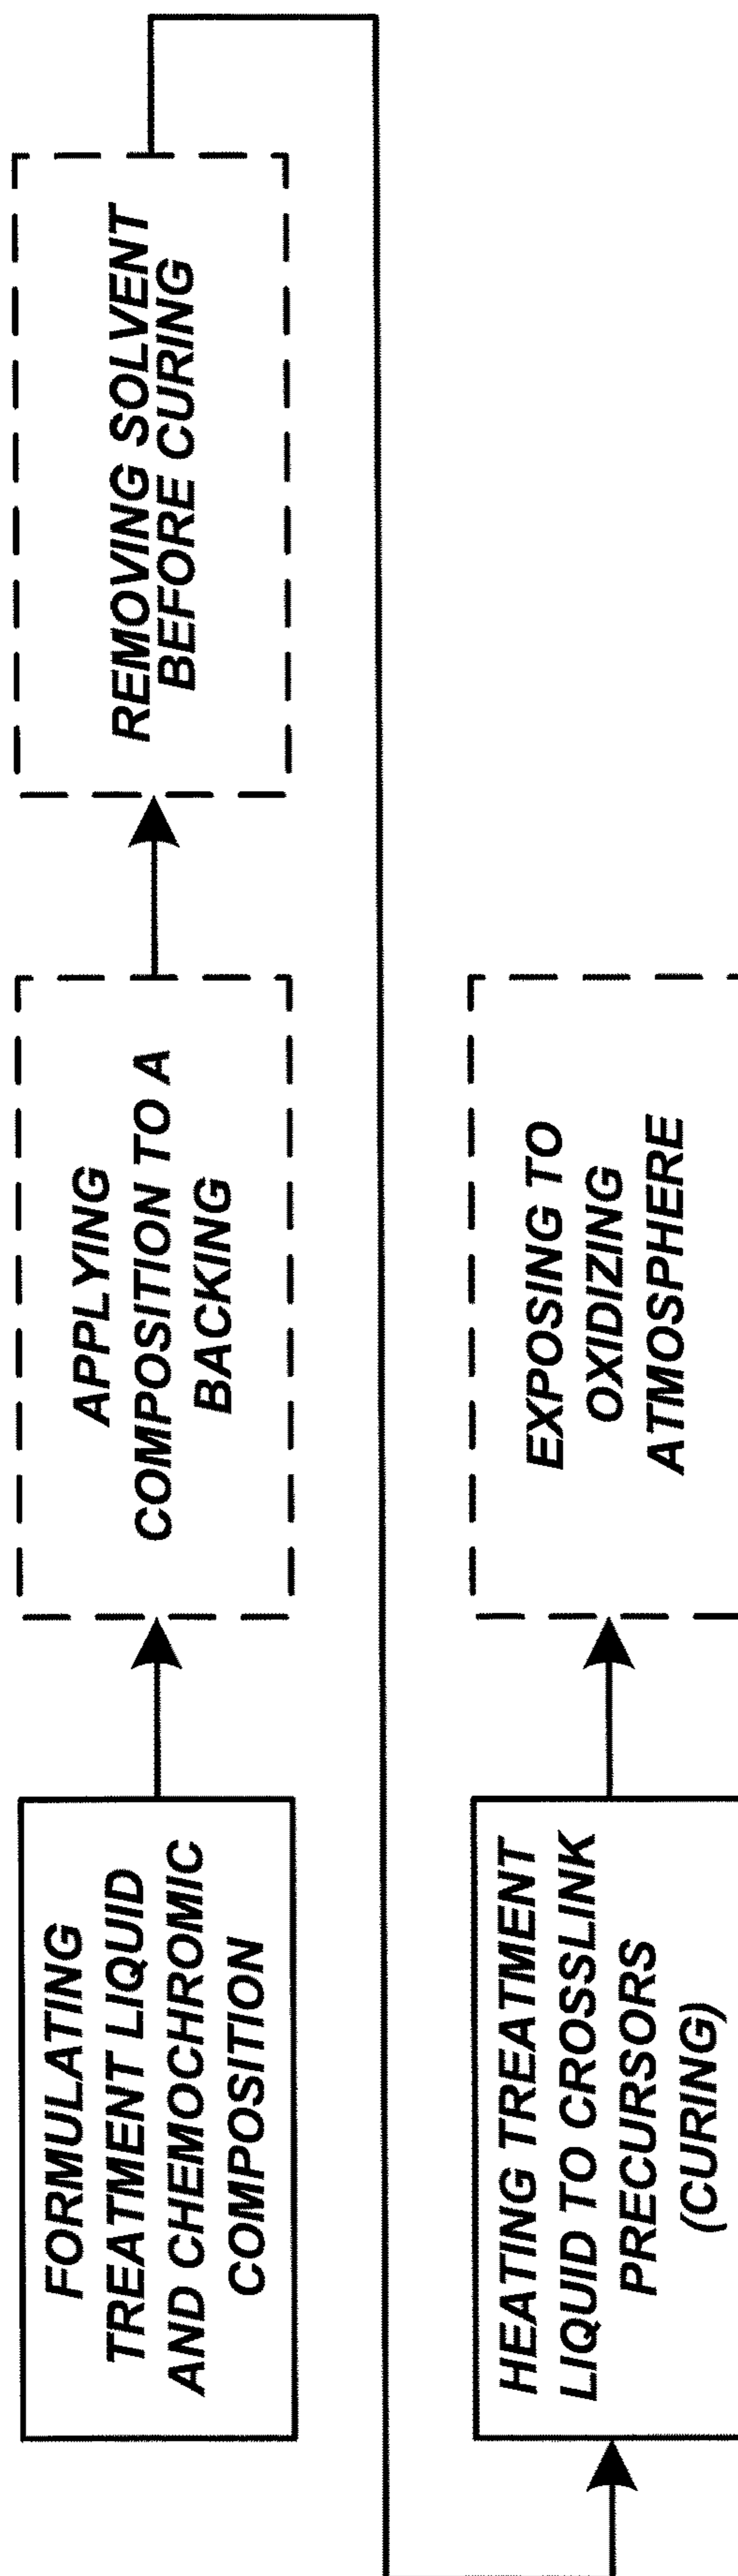 FORMULATING
TREATMENT LIQUID
AND CHEMOCHROMIC
COMPOSITION
APPLYING
COMPOSITION TO A
BACKING
REMOVING SOLVENT
BEFORE CURING
HEATING TREATMENT
LIQUID TO CROSSLINK
PRECURSORS
(CURING)
EXPOSING TO
OXIDIZING
ATMOSPHERE